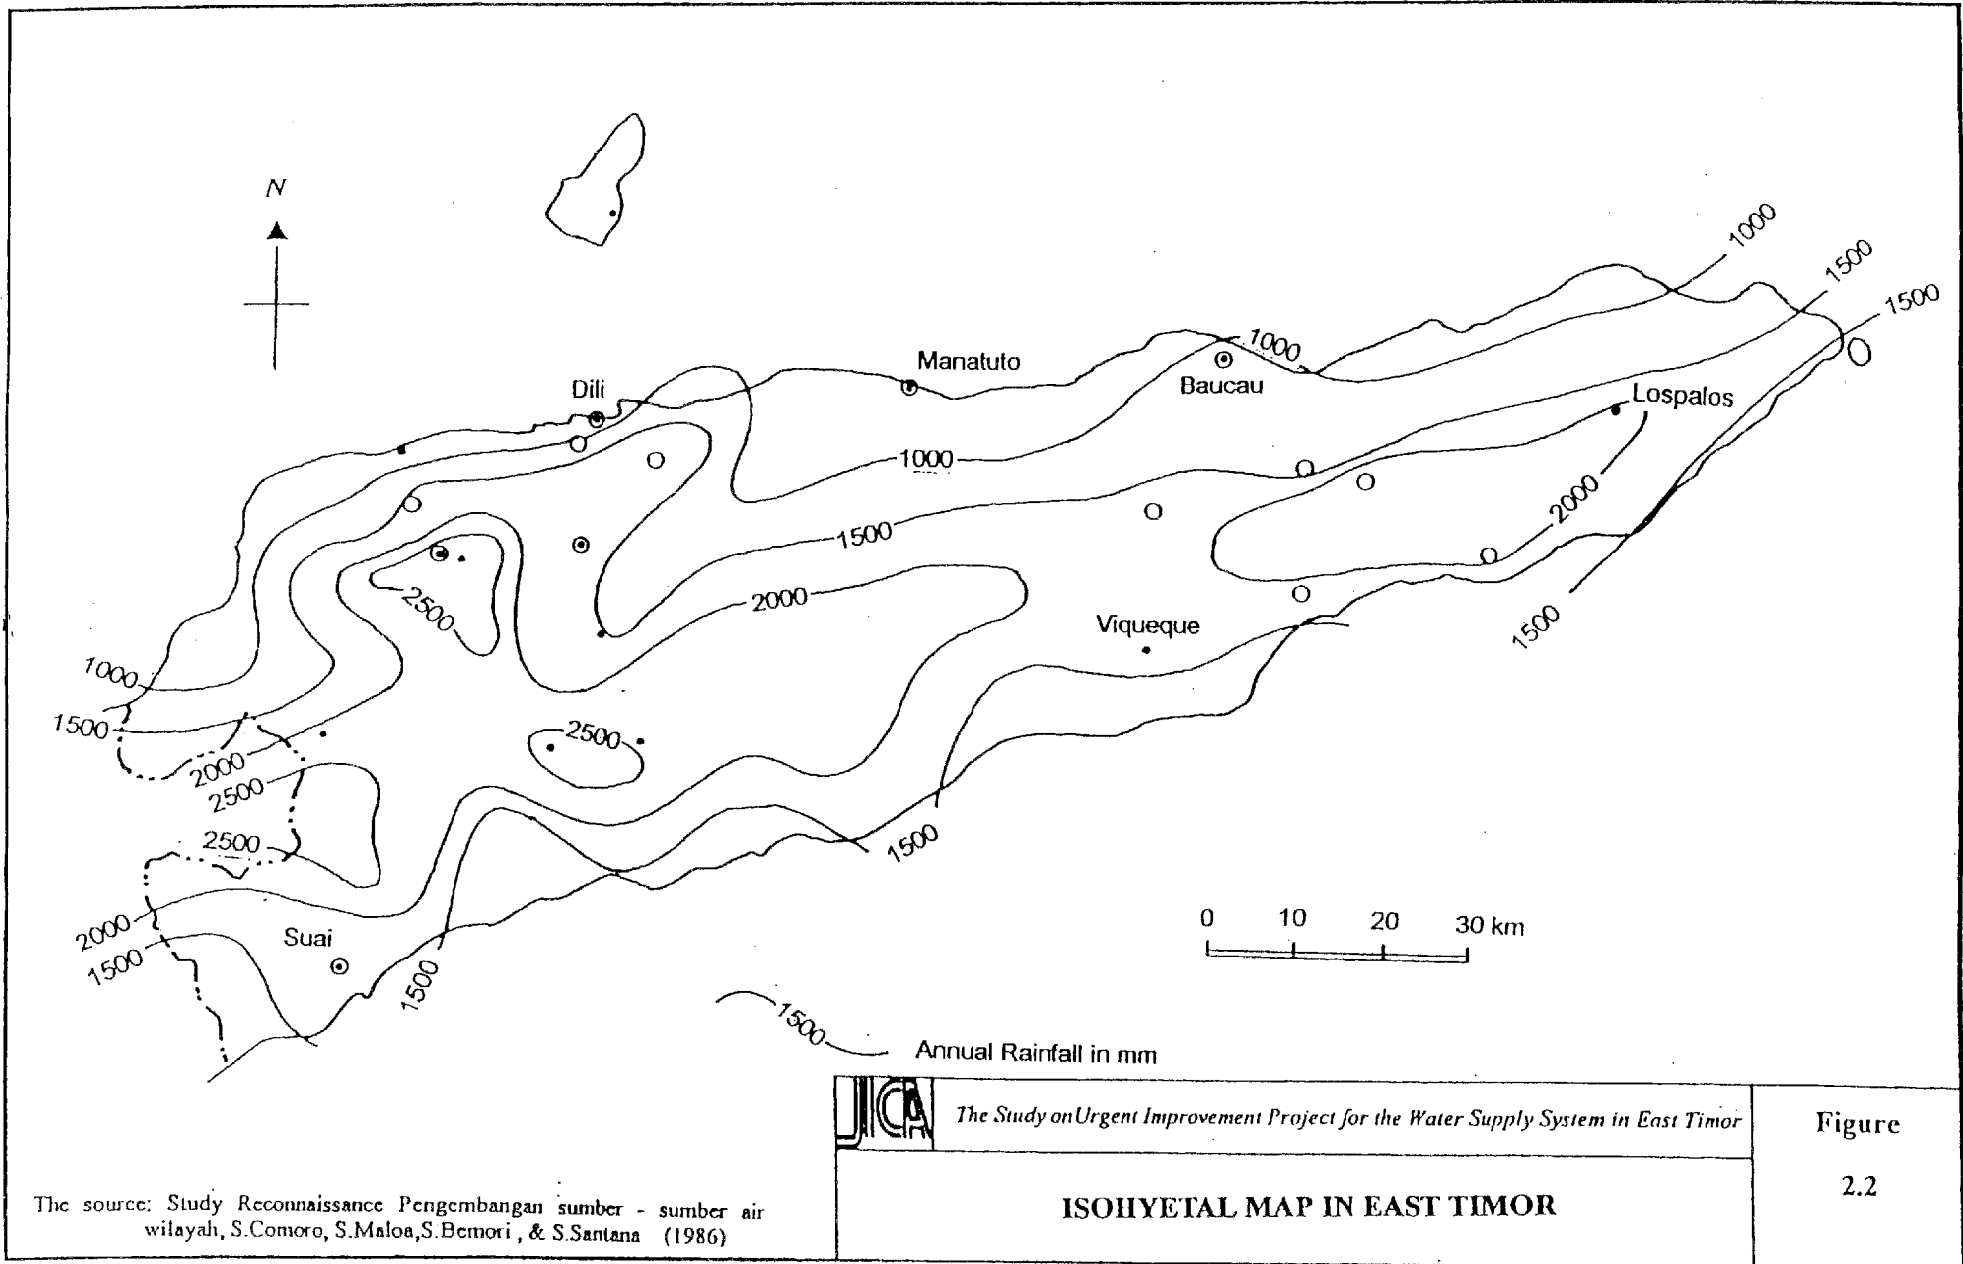 N
1000
1500
1500
1000
Manatuto
Baucau
Dili
Lospalos
1000
2000
1500
2500
2000
Viqueque
1500
1000
1500
2000
2500
2500
2500
1500
2000
1500
Suai
1500
0 10 20 30 km
1500
Annual Rainfall in mm
JICA
The Study on Urgent Improvement Project for the Water Supply System in East Timor
Figure
2.2
ISOHYETAL MAP IN EAST TIMOR
The source: Study Reconnaissance Pengembangan sumber - sumber air
wilayah, S.Comoro, S.Maloa,S.Bemori , & S.Santana (1986)